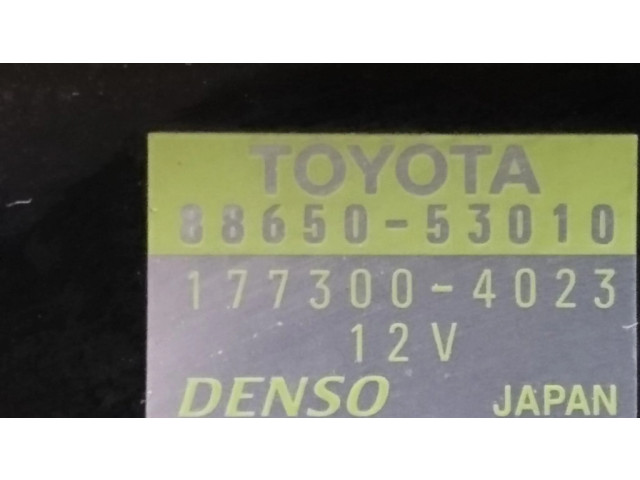 TOYOTA
88650-53010
177300-4023
12V
DENSO JAPAN